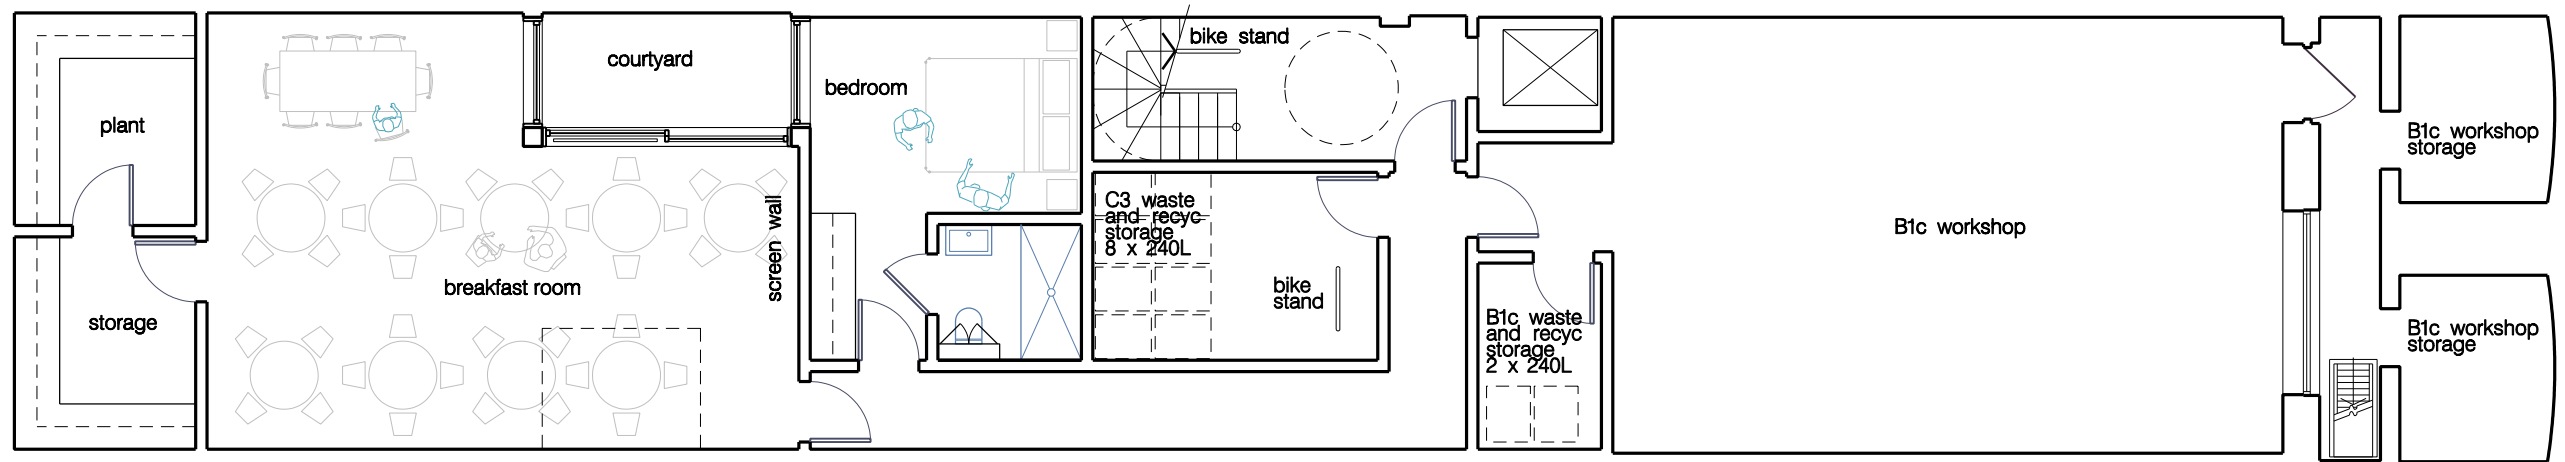 plant
storage
courtyard
breakfast room
screen wall
bedroom
bike stand
C3 waste
and recyc
storage
8 x 240L
bike
stand
B1c waste
and recyc
storage
2 x 240L
B1c workshop
B1c workshop
storage
B1c workshop
storage